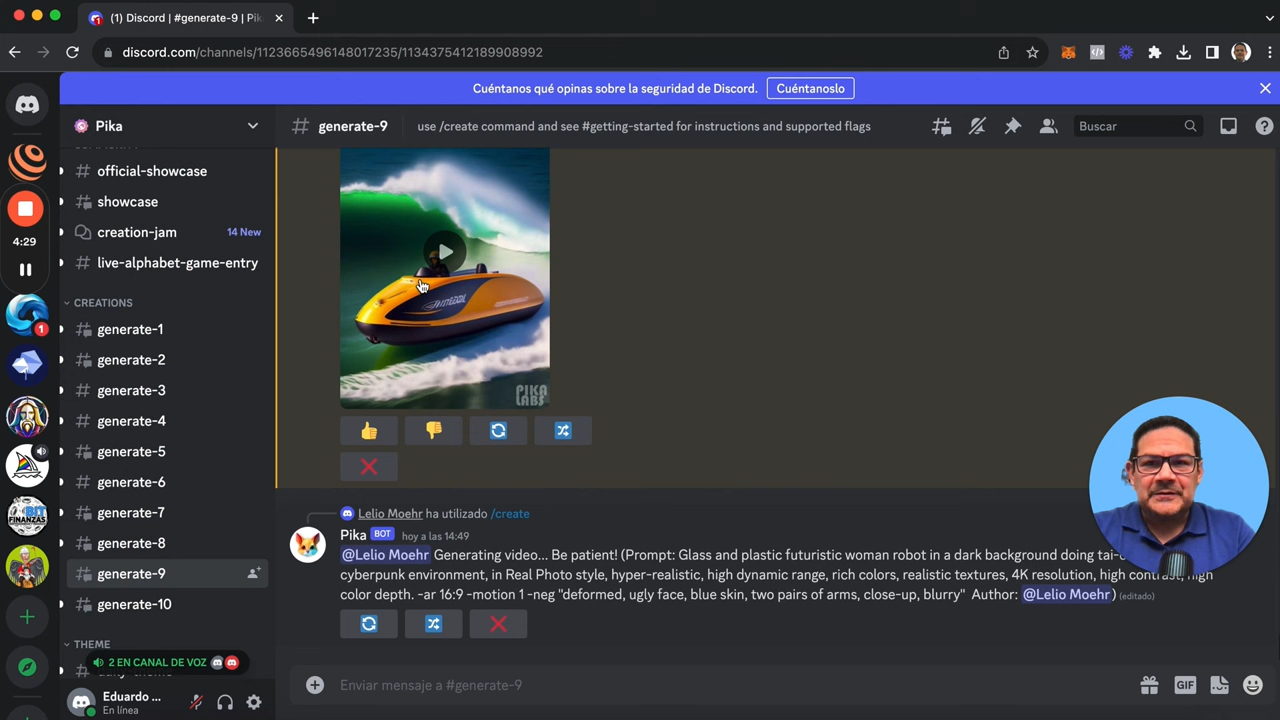 (1) Discord | #generate-9 | Pik
discord.com/channels/1123665496148017235/1134375412189908992
Cuéntanos qué opinas sobre la seguridad de Discord. Cuéntanoslo
Pika
# generate-9 use /create command and see #getting-started for instructions and supported flags Buscar
official-showcase
showcase
creation-jam 14 New
live-alphabet-game-entry
4:29
CREATIONS
generate-1
generate-2
generate-3
generate-4
generate-5
generate-6
generate-7
generate-8
generate-9
generate-10
THEME
2 EN CANAL DE VOZ
Eduardo ...
En línea
1
BIT
FINANZAS
PIKA
LABS
Lelio Moehr ha utilizado /create
Pika BOT hoy a las 14:49
@Lelio Moehr Generating video... Be patient! (Prompt: Glass and plastic futuristic woman robot in a dark background doing tai-
cyberpunk environment, in Real Photo style, hyper-realistic, high dynamic range, rich colors, realistic textures, 4K resolution, high contrast, high
color depth. -ar 16:9 -motion 1 -neg "deformed, ugly face, blue skin, two pairs of arms, close-up, blurry" Author: @Lelio Moehr) (editado)
Enviar mensaje a #generate-9
GIF